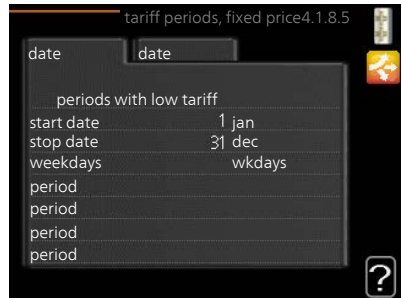 tariff periods, fixed price4.1.8.5
date date
periods with low tariff
start date 1 jan
stop date 31 dec
weekdays wkdays
period
period
period
period
?